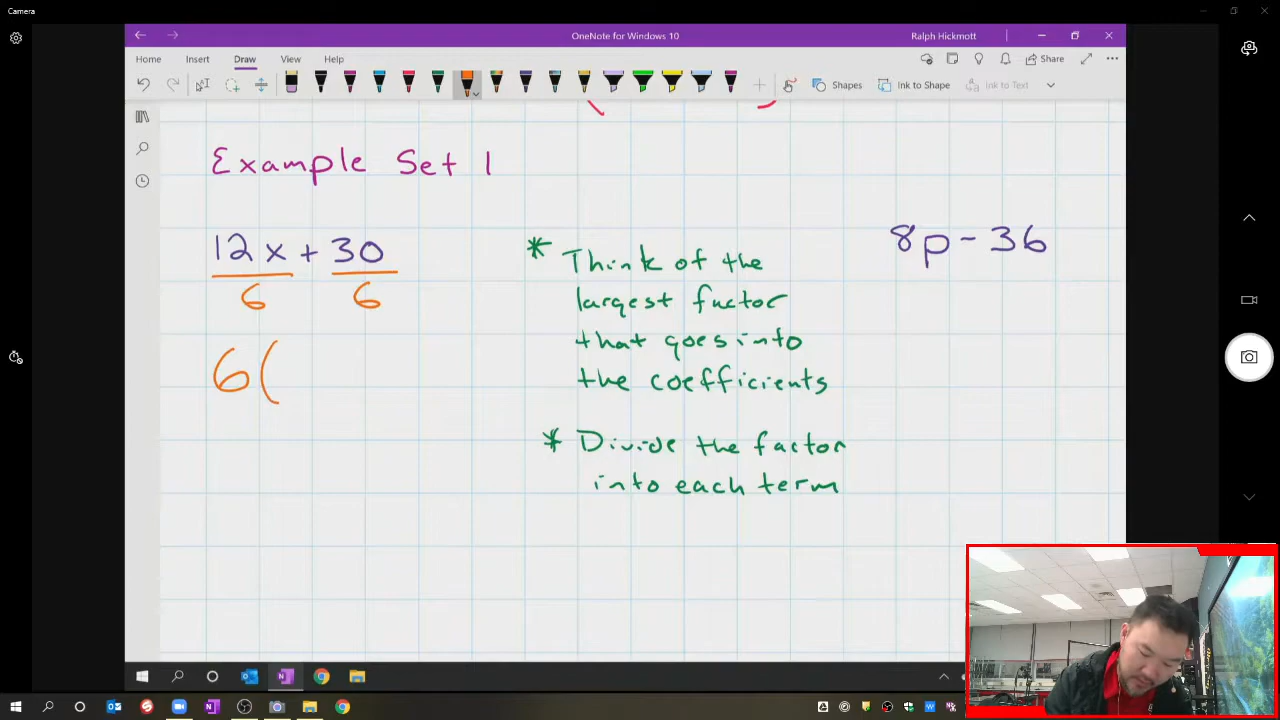 Camera
OneNote for Windows 10
Ralph Hickmott
Home Insert Draw View Help
Share
Shapes
Ink to Shape
Ink to Text
Example Set 1
12x + 30
6 6
6(
* Think of the
largest factor
that goes into
the coefficients
* Divide the factor
into each term
8p - 36